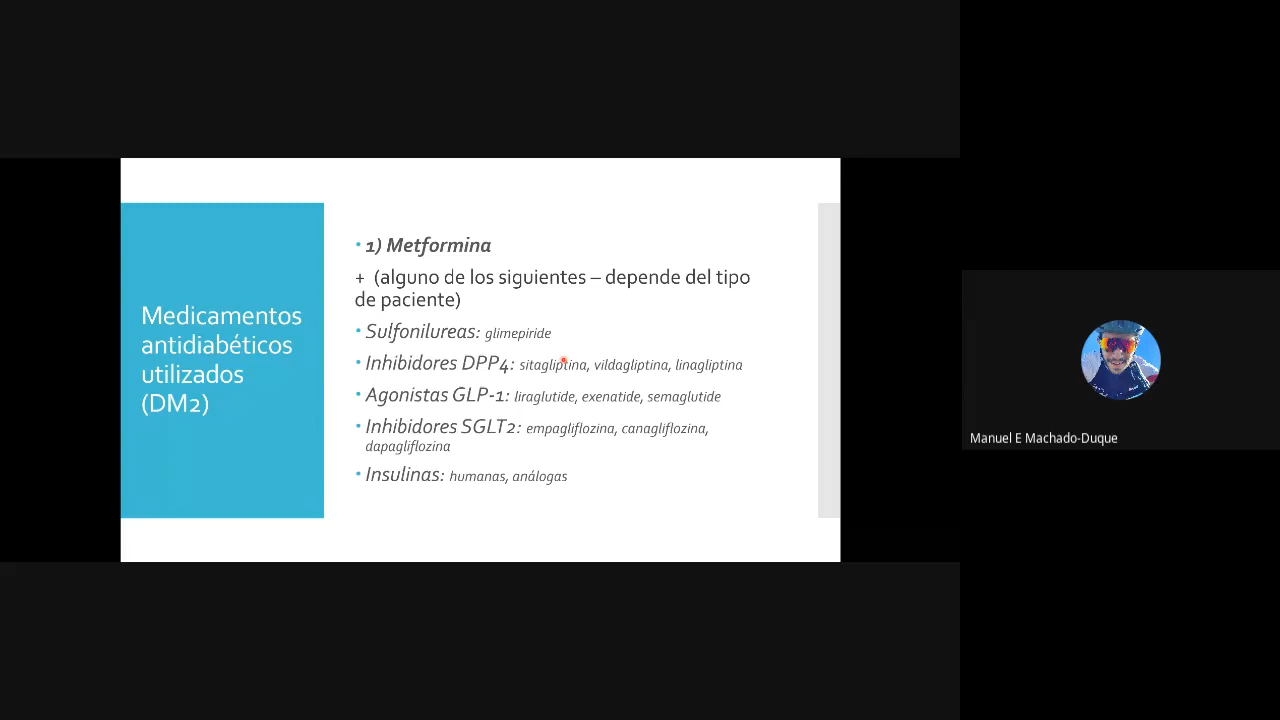 Medicamentos
antidiabéticos
utilizados
(DM2)
• 1) Metformina
+ (alguno de los siguientes – depende del tipo
de paciente)
• Sulfonilureas: glimepiride
• Inhibidores DPP4: sitagliptina, vildagliptina, linagliptina
• Agonistas GLP-1: liraglutide, exenatide, semaglutide
• Inhibidores SGLT2: empagliflozina, canagliflozina,
dapagliflozina
• Insulinas: humanas, análogas
Manuel E Machado-Duque